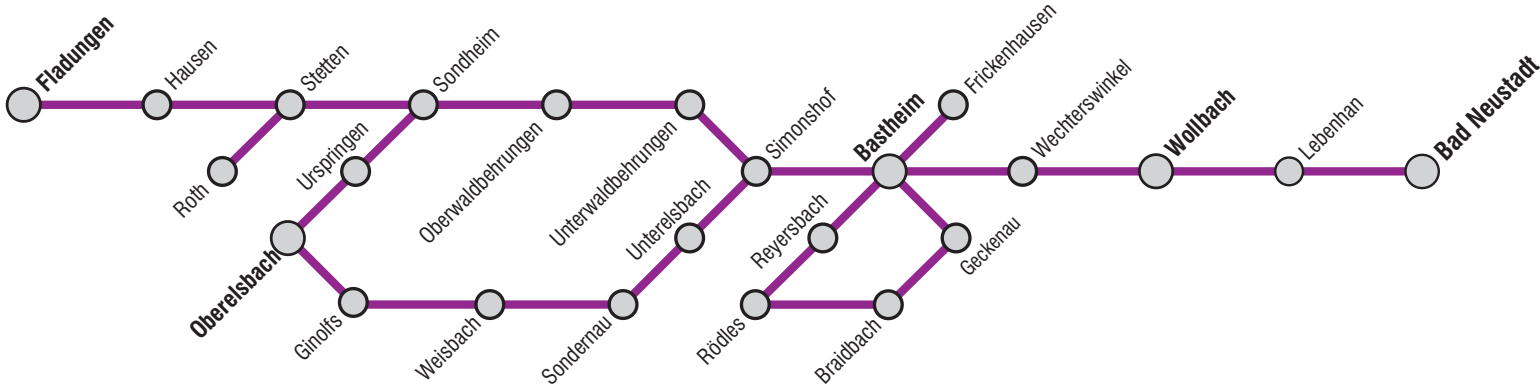 Fladungen
Hausen
Stetten
Sondheim
Roth
Urspringen
Oberwaldbehrungen
Unterwaldbehrungen
Simonshof
Bastheim
Frickenhausen
Wechterswinkel
Wollbach
Lebenhan
Bad Neustadt
Oberelsbach
Unterelsbach
Reyersbach
Geckenau
Ginolfs
Weisbach
Sondernau
Rödles
Braidbach